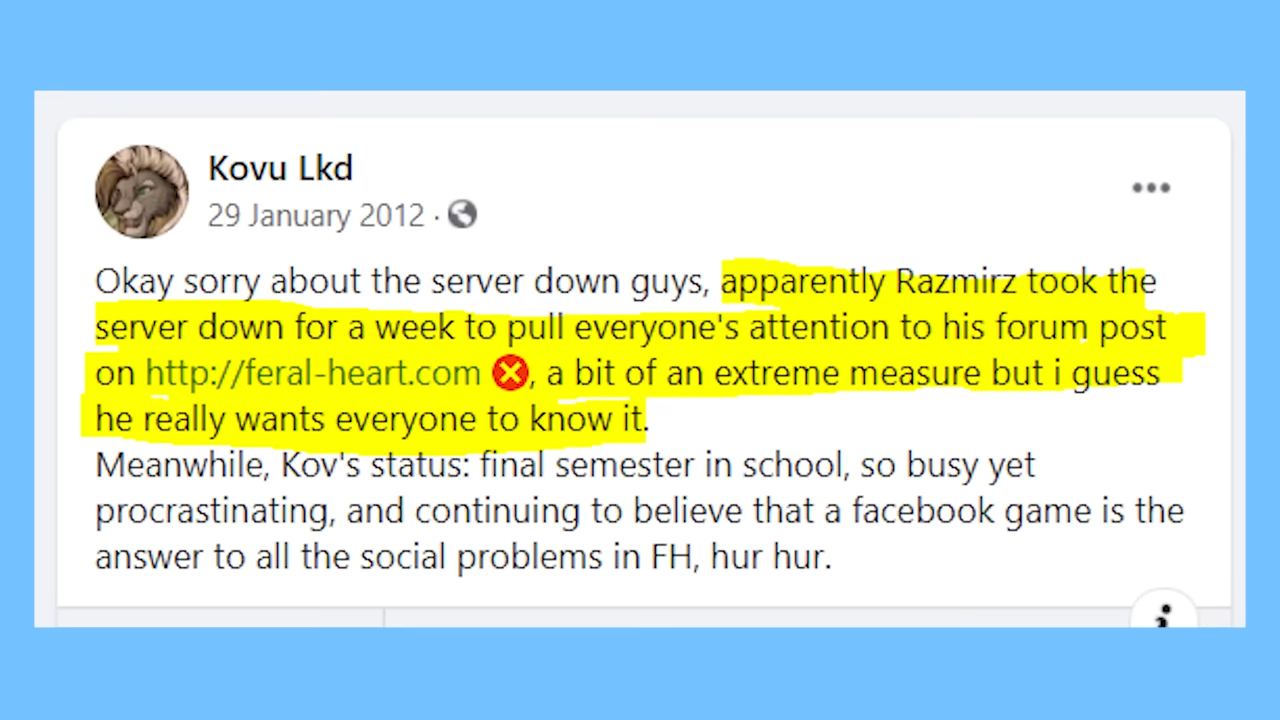 Kovu Lkd
29 January 2012 ·
Okay sorry about the server down guys, apparently Razmirz took the
server down for a week to pull everyone's attention to his forum post
on http://feral-heart.com , a bit of an extreme measure but i guess
he really wants everyone to know it.
Meanwhile, Kov's status: final semester in school, so busy yet
procrastinating, and continuing to believe that a facebook game is the
answer to all the social problems in FH, hur hur.